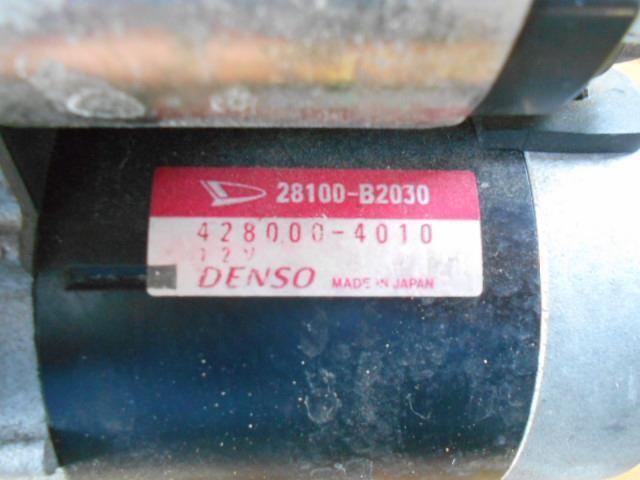 28100-B2030
428000-4010
12V
DENSO MADE IN JAPAN